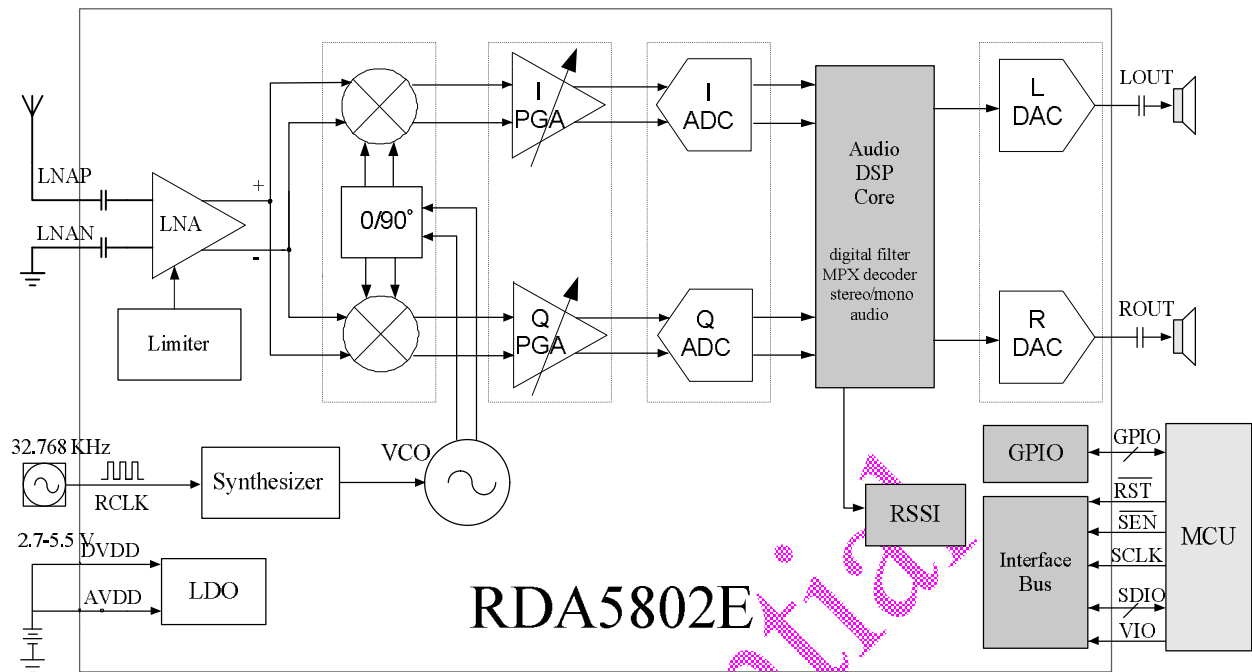 I
PGA
I
ADC
L
DAC
LOUT
LNAP
LNAN
+
-
LNA
0/90°
Audio
DSP
Core
digital filter
MPX decoder
stereo/mono
audio
Limiter
Q
PGA
Q
ADC
R
DAC
ROUT
32.768 KHz
RCLK
Synthesizer
VCO
GPIO
GPIO
RSSI
RST
SEN
SCLK
SDIO
VIO
Interface
Bus
MCU
2.7-5.5 V
DVDD
AVDD
LDO
RDA5802E